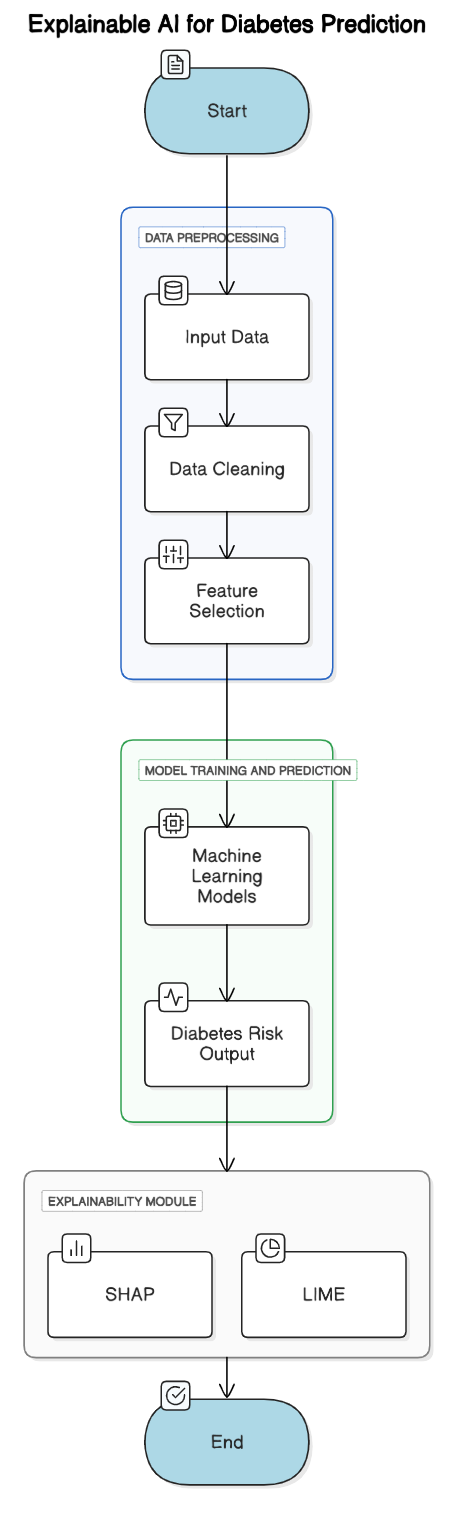 Explainable AI for Diabetes Prediction
Start
DATA PREPROCESSING
Input Data
Data Cleaning
Feature
Selection
MODEL TRAINING AND PREDICTION
Machine
Learning
Models
Diabetes Risk
Output
EXPLAINABILITY MODULE
SHAP
LIME
End